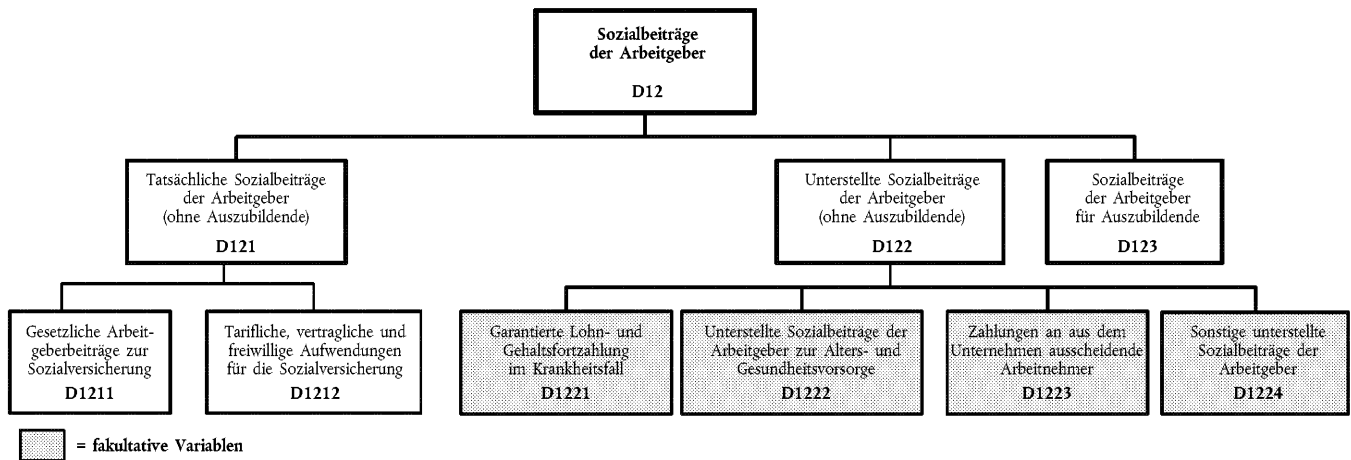 Sozialbeiträge
der Arbeitgeber
D12
Tatsächliche Sozialbeiträge
der Arbeitgeber
(ohne Auszubildende)
D121
Unterstellte Sozialbeiträge
der Arbeitgeber
(ohne Auszubildende)
D122
Sozialbeiträge
der Arbeitgeber
für Auszubildende
D123
Gesetzliche Arbeit-
geberbeiträge zur
Sozialversicherung
D1211
Tarifliche, vertragliche und
freiwillige Aufwendungen
für die Sozialversicherung
D1212
Garantierte Lohn- und
Gehaltsfortzahlung
im Krankheitsfall
D1221
Unterstellte Sozialbeiträge der
Arbeitgeber zur Alters- und
Gesundheitsvorsorge
D1222
Zahlungen an aus dem
Unternehmen ausscheidende
Arbeitnehmer
D1223
Sonstige unterstellte
Sozialbeiträge der
Arbeitgeber
D1224
= fakultative Variablen